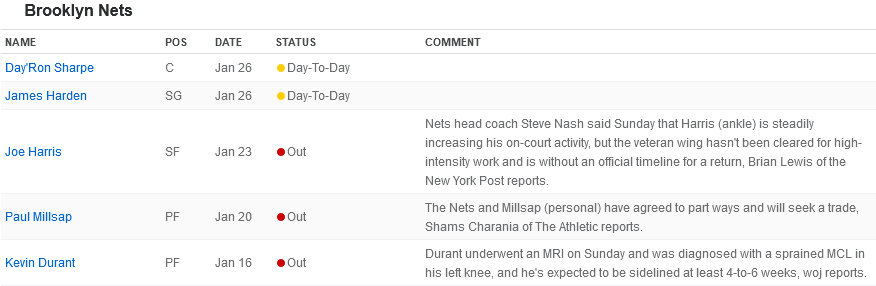 Brooklyn Nets
NAME POS DATE STATUS COMMENT
Day'Ron Sharpe C Jan 26 Day-To-Day
James Harden SG Jan 26 Day-To-Day
Joe Harris SF Jan 23 Out
Nets head coach Steve Nash said Sunday that Harris (ankle) is steadily
increasing his on-court activity, but the veteran wing hasn't been cleared for high-
intensity work and is without an official timeline for a return, Brian Lewis of the
New York Post reports.
Paul Millsap PF Jan 20 Out
The Nets and Millsap (personal) have agreed to part ways and will seek a trade,
Shams Charania of The Athletic reports.
Kevin Durant PF Jan 16 Out
Durant underwent an MRI on Sunday and was diagnosed with a sprained MCL in
his left knee, and he's expected to be sidelined at least 4-to-6 weeks, woj reports.